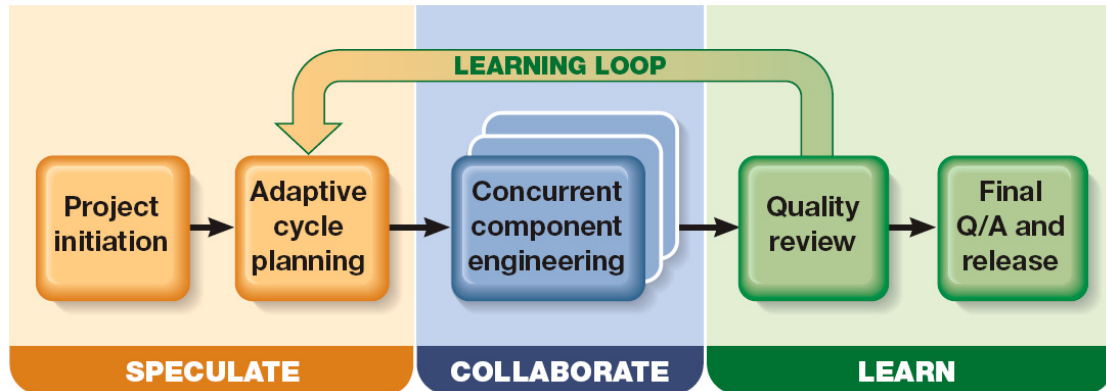 LEARNING LOOP
Project
initiation
Adaptive
cycle
planning
Concurrent
component
engineering
Quality
review
Final
Q/A and
release
SPECULATE
COLLABORATE
LEARN